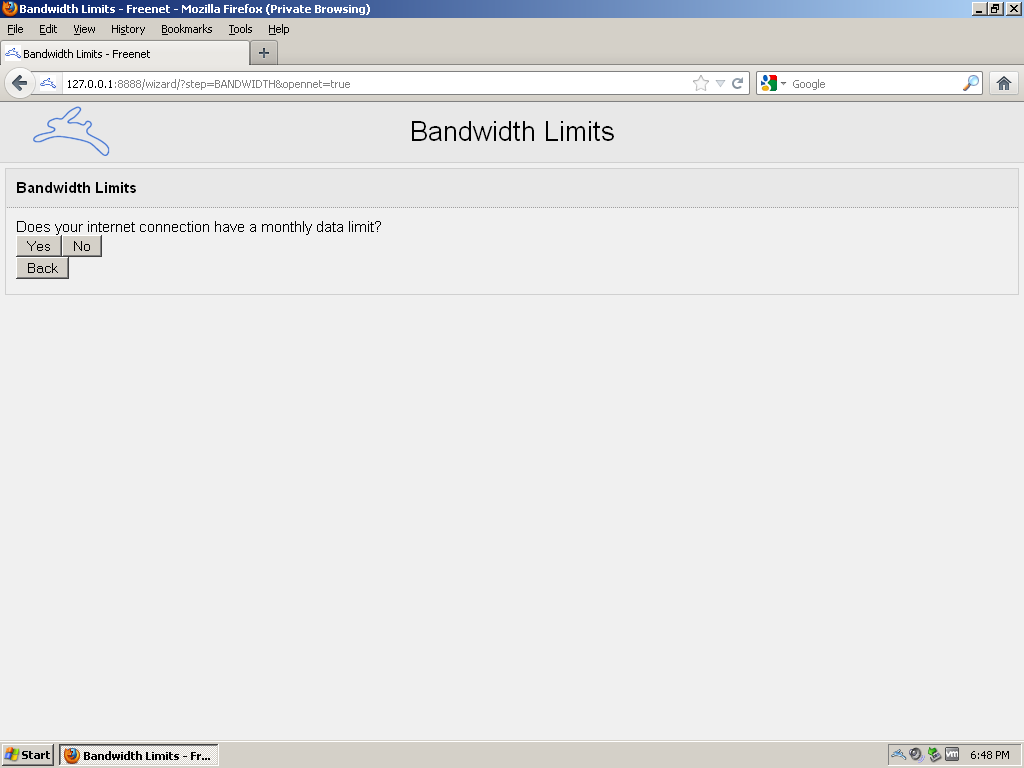 Bandwidth Limits - Freenet - Mozilla Firefox (Private Browsing)
File Edit View History Bookmarks Tools Help
Bandwidth Limits - Freenet
127.0.0.1:8888/wizard/?step=BANDWIDTH&opennet=true
Google
Bandwidth Limits
Bandwidth Limits
Does your internet connection have a monthly data limit?
Yes No
Back
Start Bandwidth Limits - Fr... vm 6:48 PM